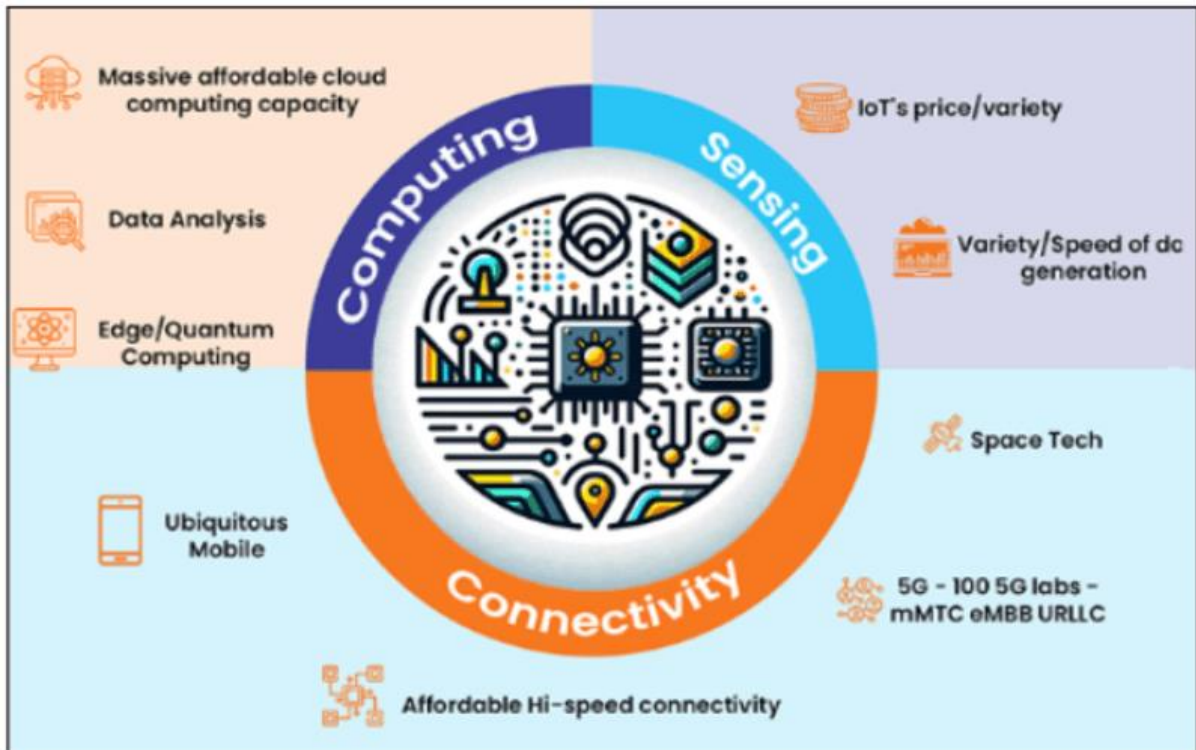 Massive affordable cloud
computing capacity
Data Analysis
Edge/Quantum
Computing
Computing
Sensing
IoT's price/variety
Variety/Speed of da
generation
Connectivity
Space Tech
Ubiquitous
Mobile
5G - 100 5G labs -
mMTC eMBB URLLC
Affordable Hi-speed connectivity